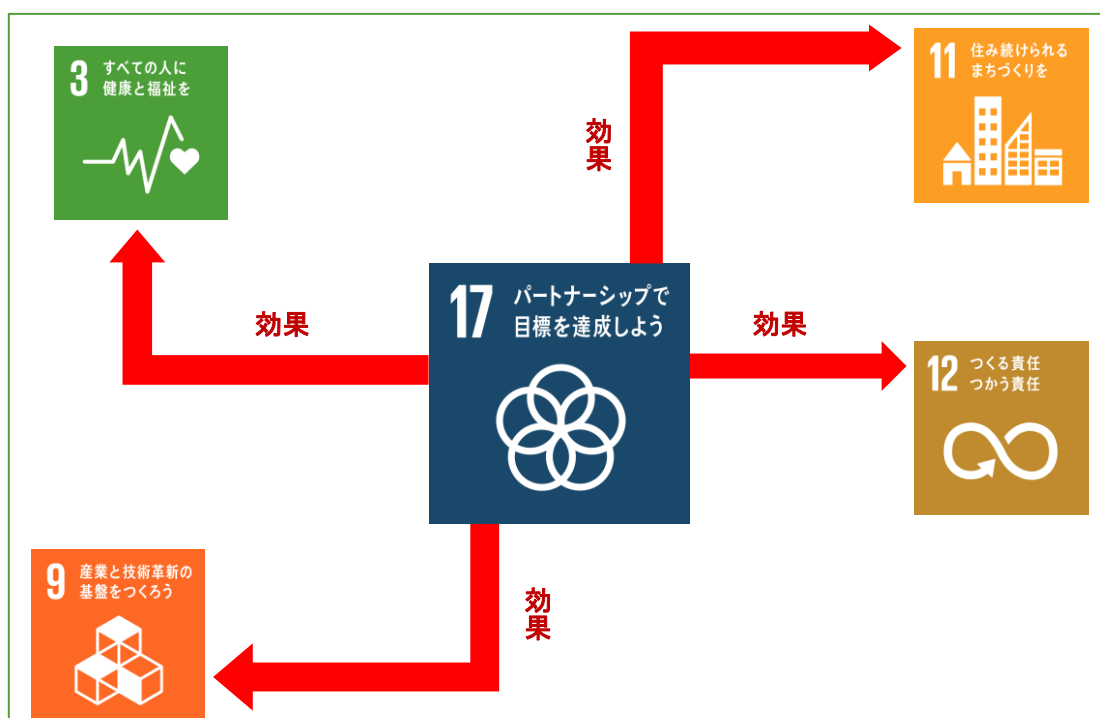 3 すべての人に
健康と福祉を
11 住み続けられる
まちづくりを
効
果
17 パートナーシップで
目標を達成しよう
効果
効果
12 つくる責任
つかう責任
9 産業と技術革新の
基盤をつくろう
効
果